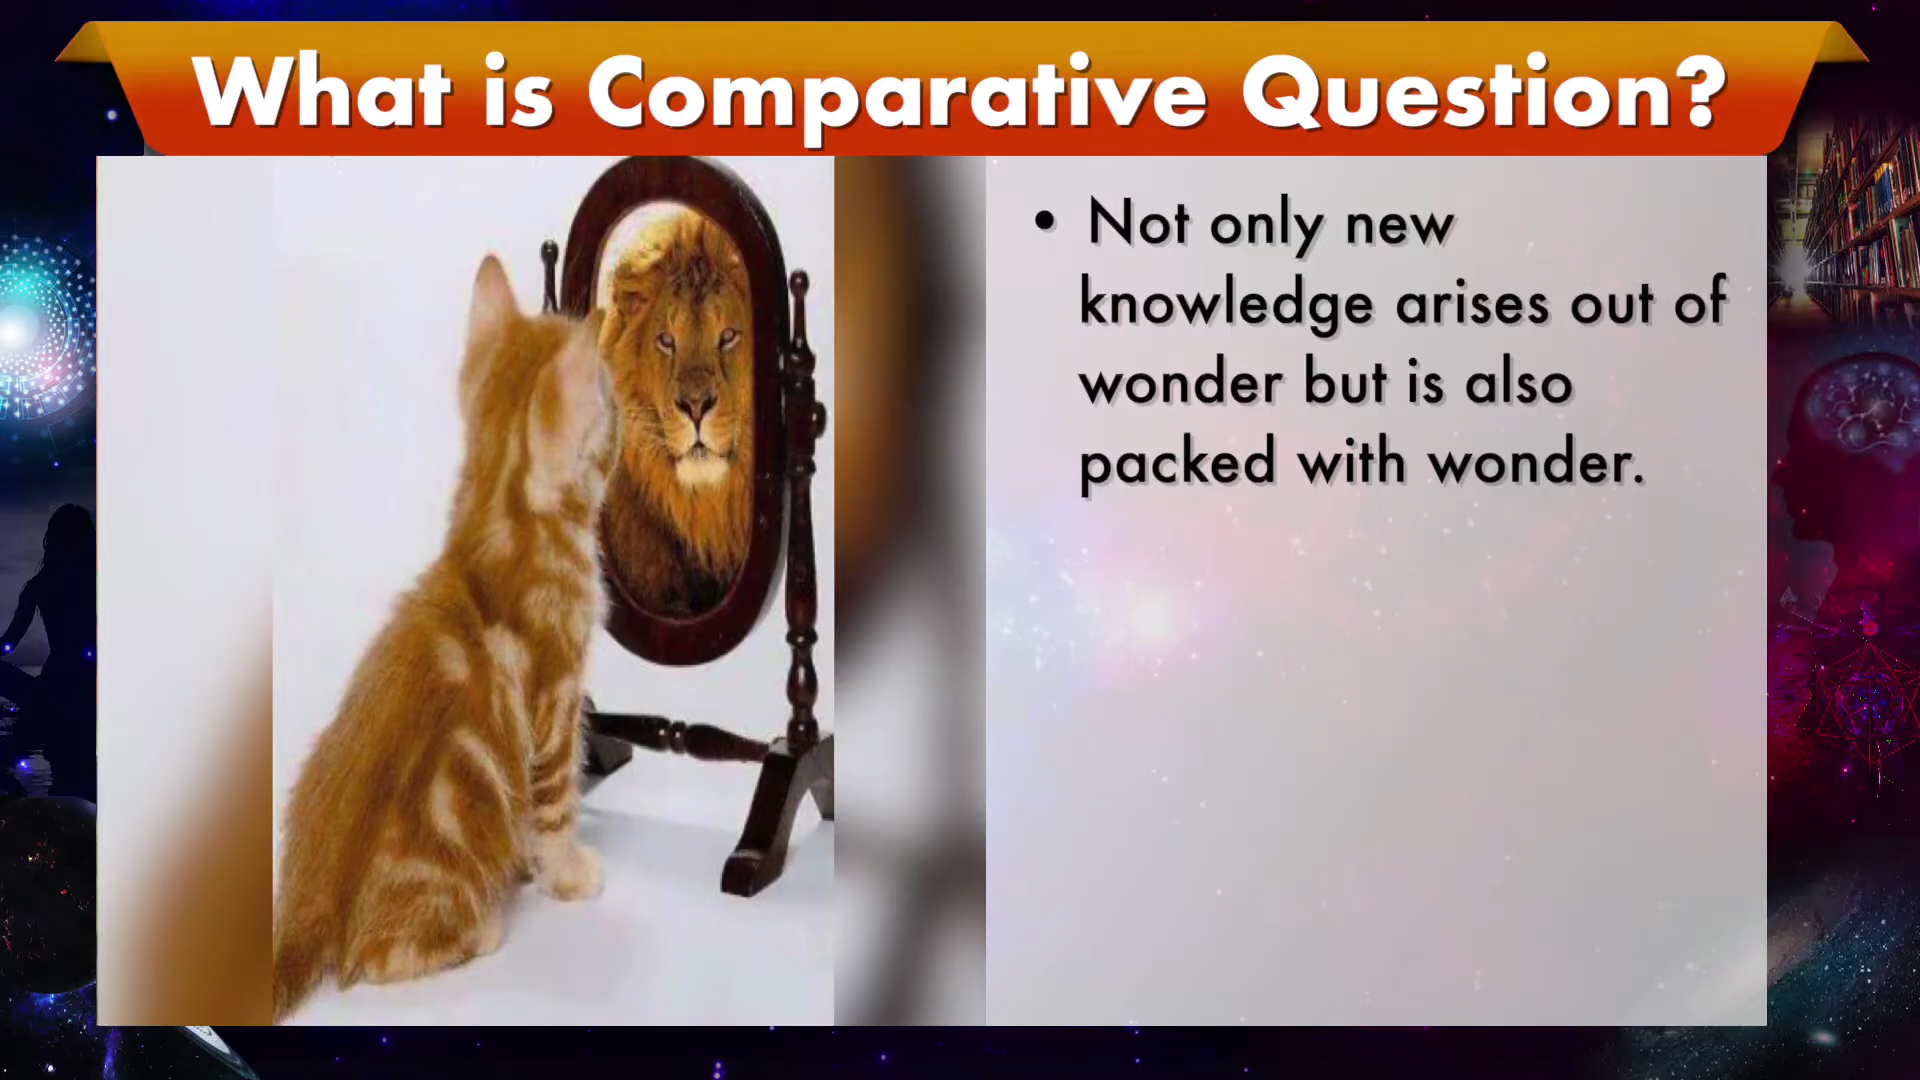 What is Comparative Question?
• Not only new
knowledge arises out of
wonder but is also
packed with wonder.